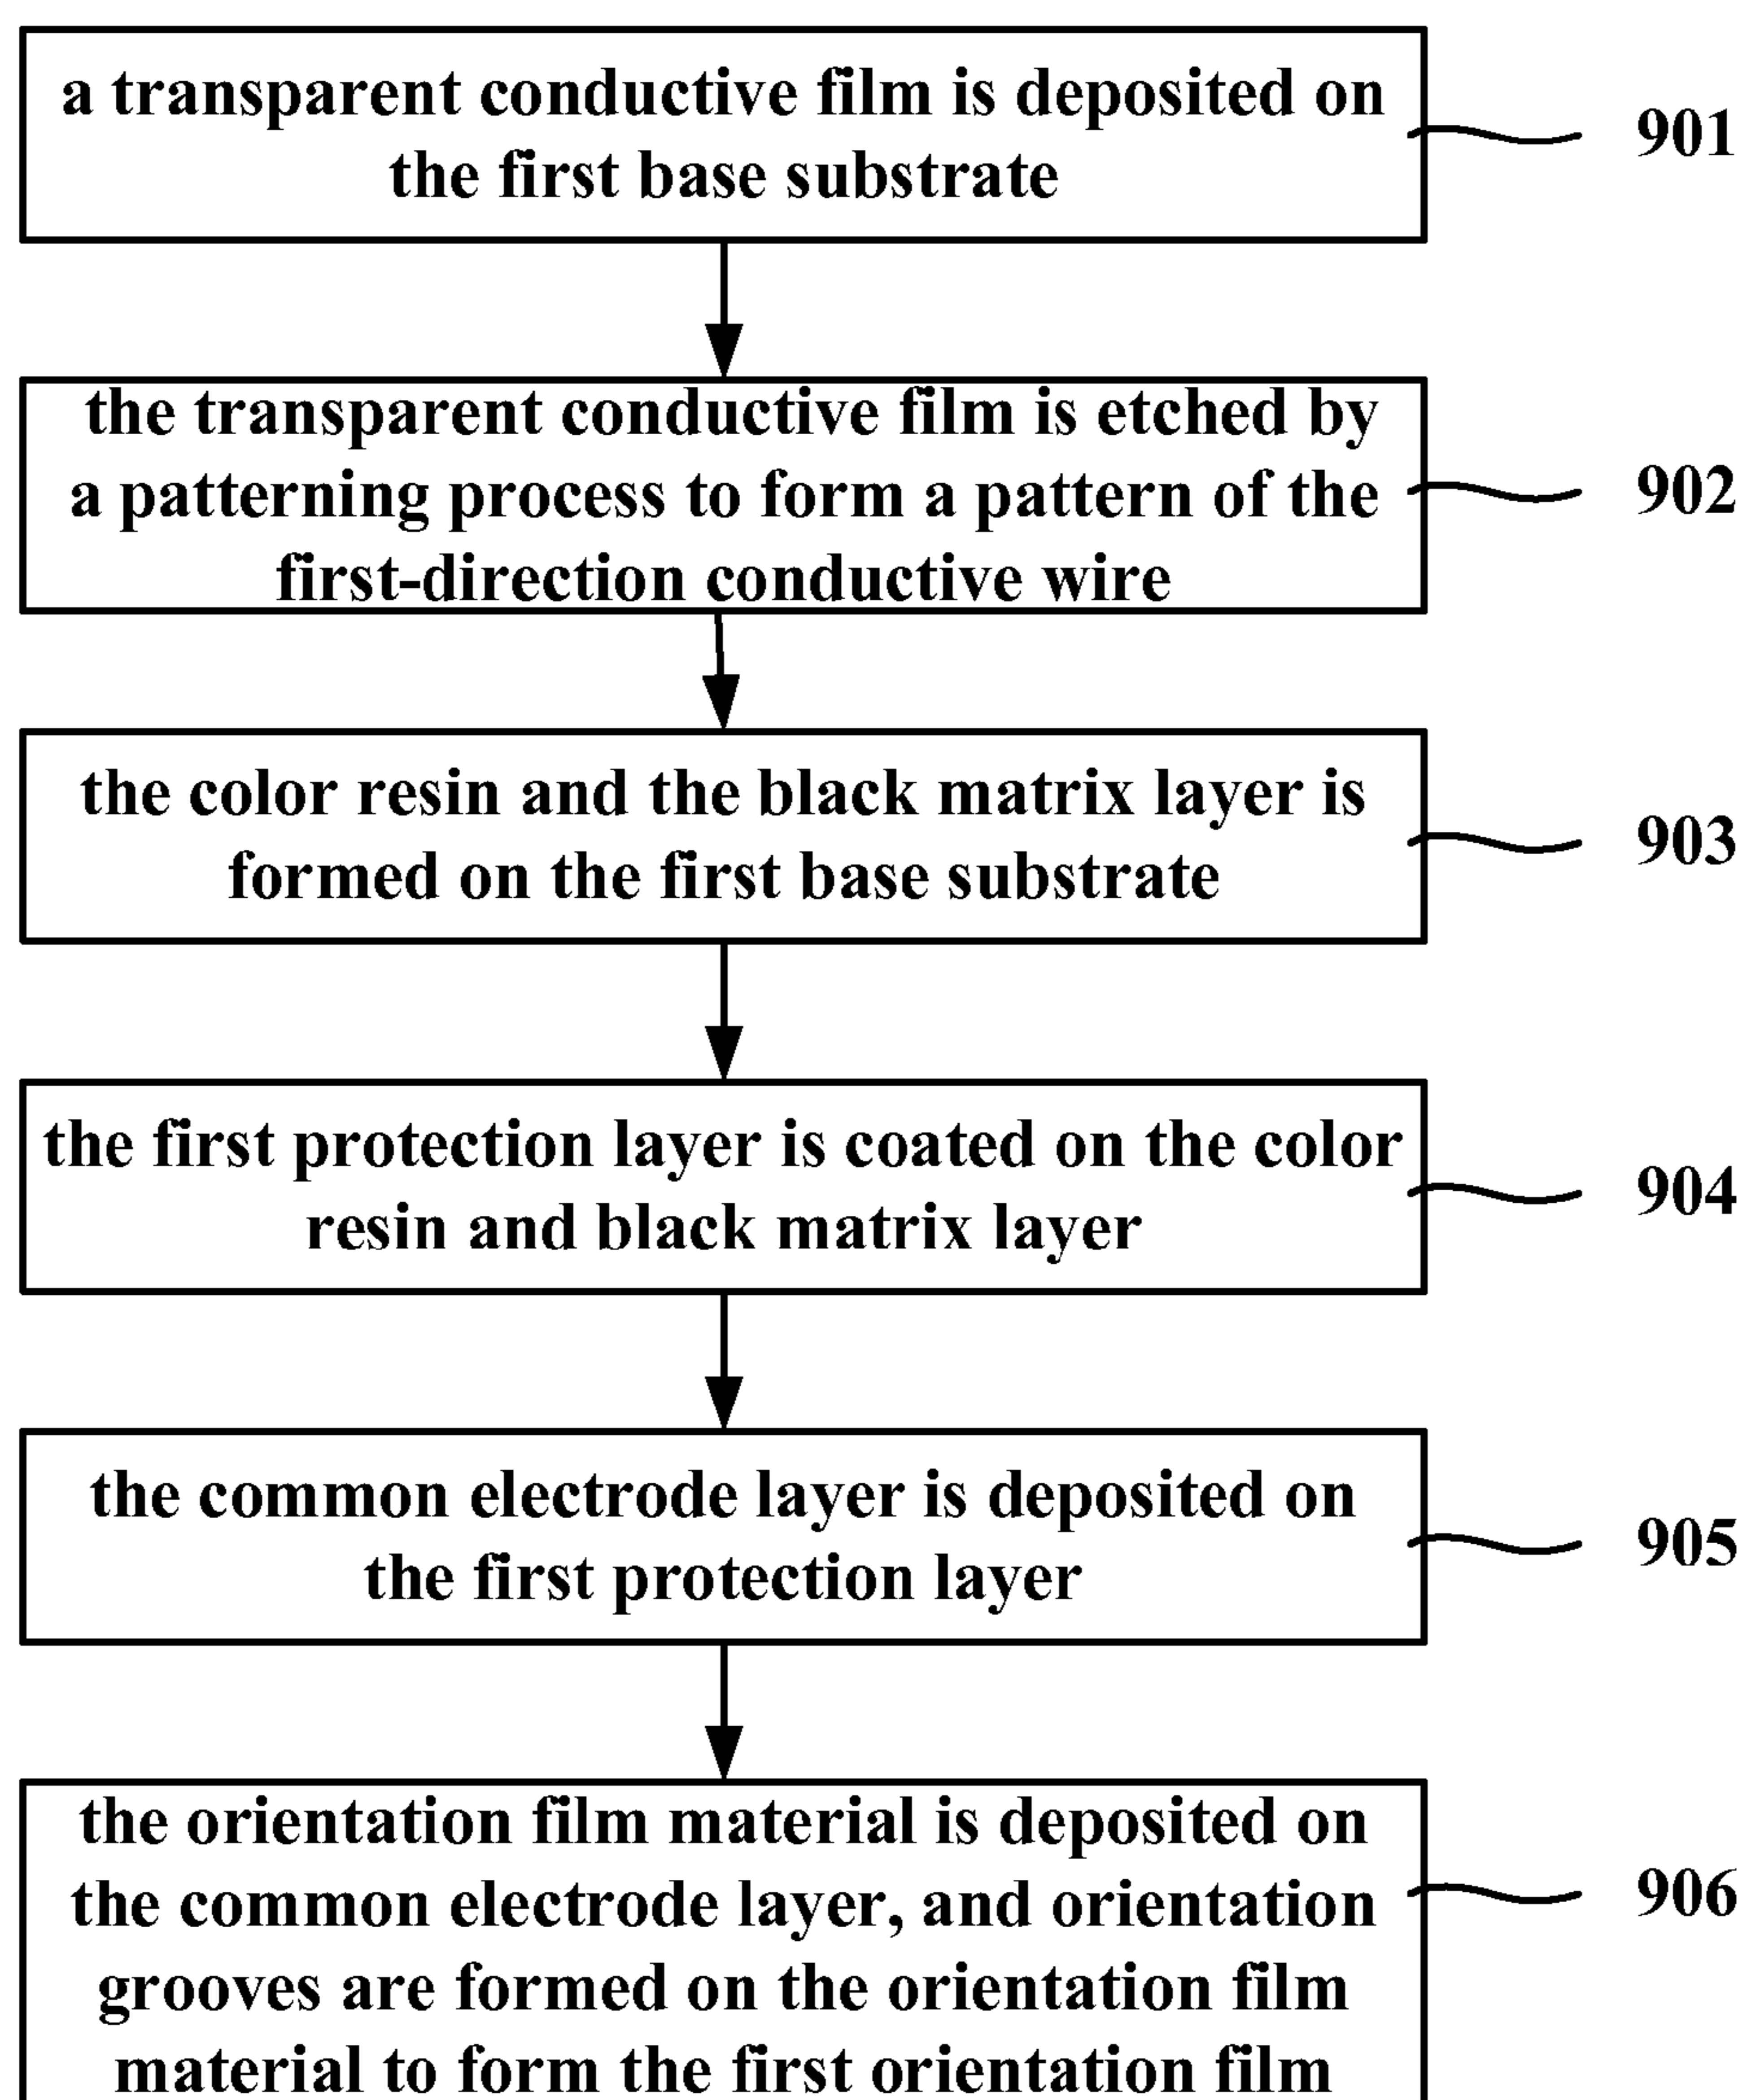 a transparent conductive film is deposited on
the first base substrate
901
the transparent conductive film is etched by
a patterning process to form a pattern of the
first-direction conductive wire
902
the color resin and the black matrix layer is
formed on the first base substrate
903
the first protection layer is coated on the color
resin and black matrix layer
904
the common electrode layer is deposited on
the first protection layer
905
the orientation film material is deposited on
the common electrode layer, and orientation
grooves are formed on the orientation film
material to form the first orientation film
906